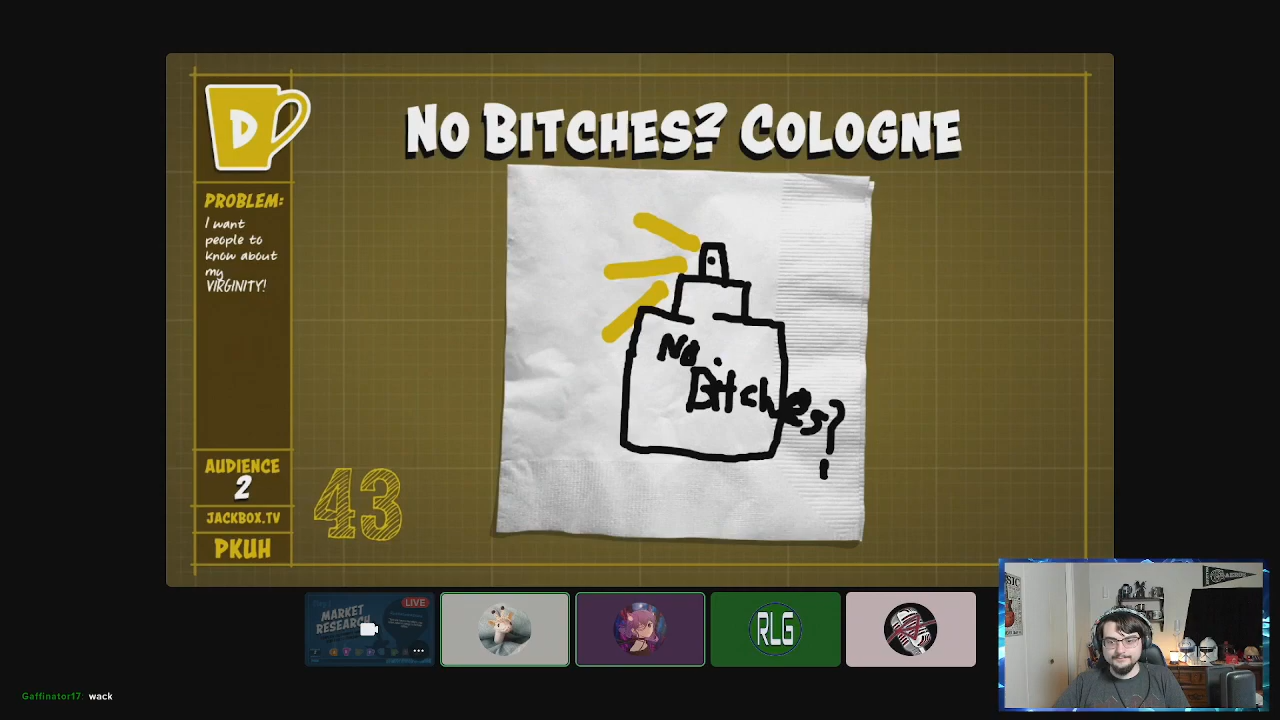 No Bitches? Cologne
D
PROBLEM:
I want
people to
know about
my
VIRGINITY!
No
Bitches?
AUDIENCE
2
JACKBOX.TV
PKUH
43
LIVE
MARKET
RESEARCH
RLG
Gaffinator17: wack